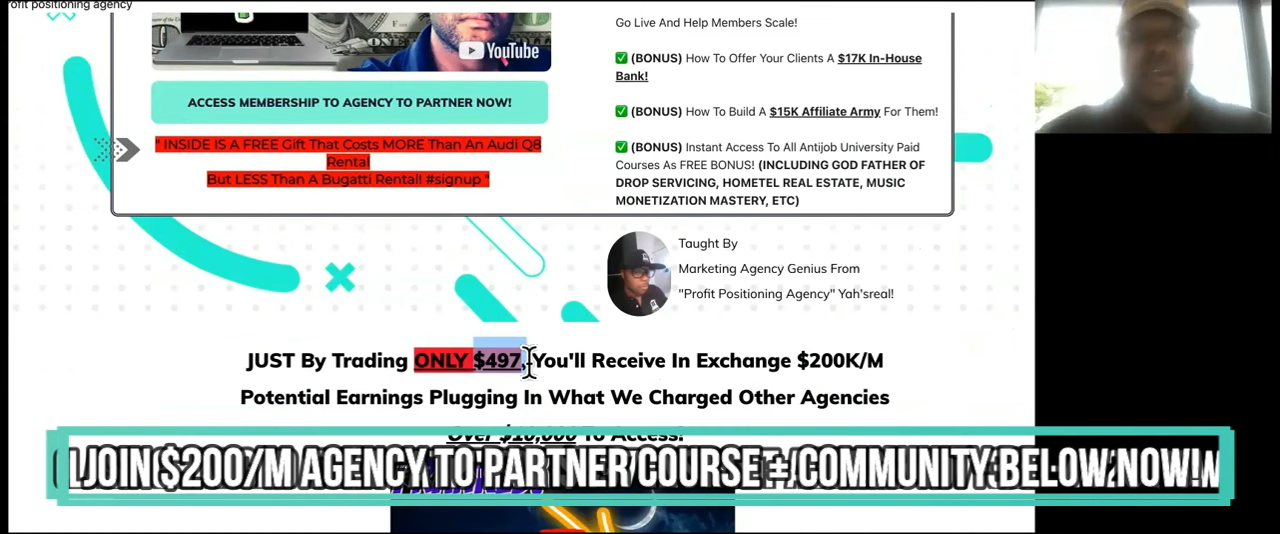 ofit positioning agency
YouTube
ACCESS MEMBERSHIP TO AGENCY TO PARTNER NOW!
" INSIDE IS A FREE Gift That Costs MORE Than An Audi Q8
Rental
But LESS Than A Bugatti Rental! #signup "
Go Live And Help Members Scale!
(BONUS) How To Offer Your Clients A $17K In-House
Bank!
(BONUS) How To Build A $15K Affiliate Army For Them!
(BONUS) Instant Access To All Antijob University Paid
Courses As FREE BONUS! (INCLUDING GOD FATHER OF
DROP SERVICING, HOMETEL REAL ESTATE, MUSIC
MONETIZATION MASTERY, ETC)
Taught By
Marketing Agency Genius From
"Profit Positioning Agency" Yah'sreal!
JUST By Trading ONLY $497, You'll Receive In Exchange $200K/M
Potential Earnings Plugging In What We Charged Other Agencies
Over $10,000 To Access!
JOIN $200/M AGENCY TO PARTNER COURSE + COMMUNITY BELOW NOW!